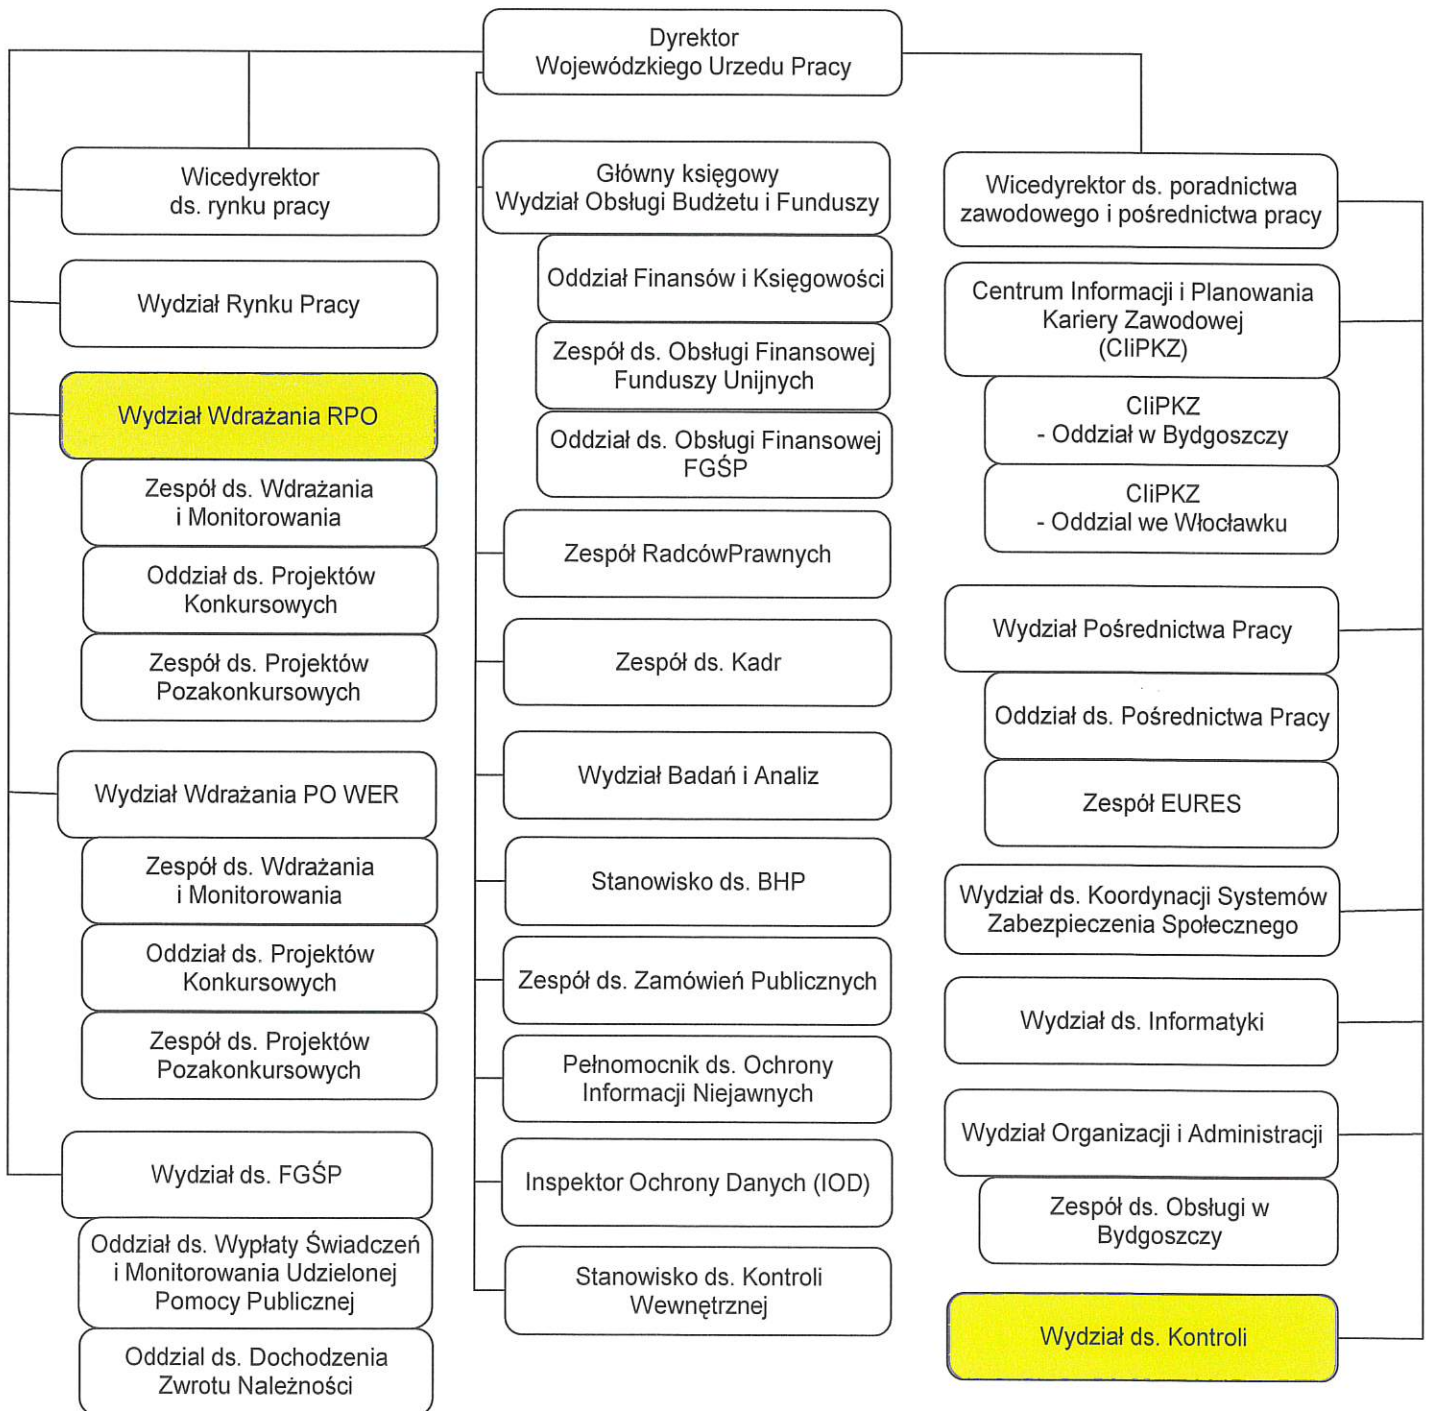 Dyrektor
Wojewódzkiego Urzedu Pracy
Wicedyrektor
ds. rynku pracy
Wydział Rynku Pracy
Wydział Wdrażania RPO
Zespół ds. Wdrażania
i Monitorowania
Oddział ds. Projektów
Konkursowych
Zespół ds. Projektów
Pozakonkursowych
Wydział Wdrażania PO WER
Zespół ds. Wdrażania
i Monitorowania
Oddział ds. Projektów
Konkursowych
Zespół ds. Projektów
Pozakonkursowych
Wydział ds. FGŚP
Oddział ds. Wypłaty Świadczeń
i Monitorowania Udzielonej
Pomocy Publicznej
Oddzial ds. Dochodzenia
Zwrotu Należności
Główny księgowy
Wydział Obsługi Budżetu i Funduszy
Oddział Finansów i Księgowości
Zespół ds. Obsługi Finansowej
Funduszy Unijnych
Oddział ds. Obsługi Finansowej
FGŚP
Zespół RadcówPrawnych
Zespół ds. Kadr
Wydział Badań i Analiz
Stanowisko ds. BHP
Zespół ds. Zamówień Publicznych
Pełnomocnik ds. Ochrony
Informacji Niejawnych
Inspektor Ochrony Danych (IOD)
Stanowisko ds. Kontroli
Wewnętrznej
Wicedyrektor ds. poradnictwa
zawodowego i pośrednictwa pracy
Centrum Informacji i Planowania
Kariery Zawodowej
(CIiPKZ)
CIiPKZ
- Oddział w Bydgoszczy
CIiPKZ
- Oddzial we Włocławku
Wydział Pośrednictwa Pracy
Oddział ds. Pośrednictwa Pracy
Zespół EURES
Wydział ds. Koordynacji Systemów
Zabezpieczenia Społecznego
Wydział ds. Informatyki
Wydział Organizacji i Administracji
Zespół ds. Obsługi w
Bydgoszczy
Wydział ds. Kontroli